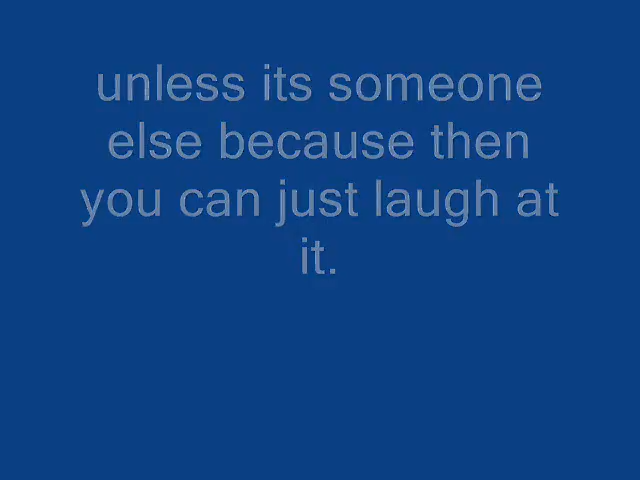 unless its someone
else because then
you can just laugh at
it.